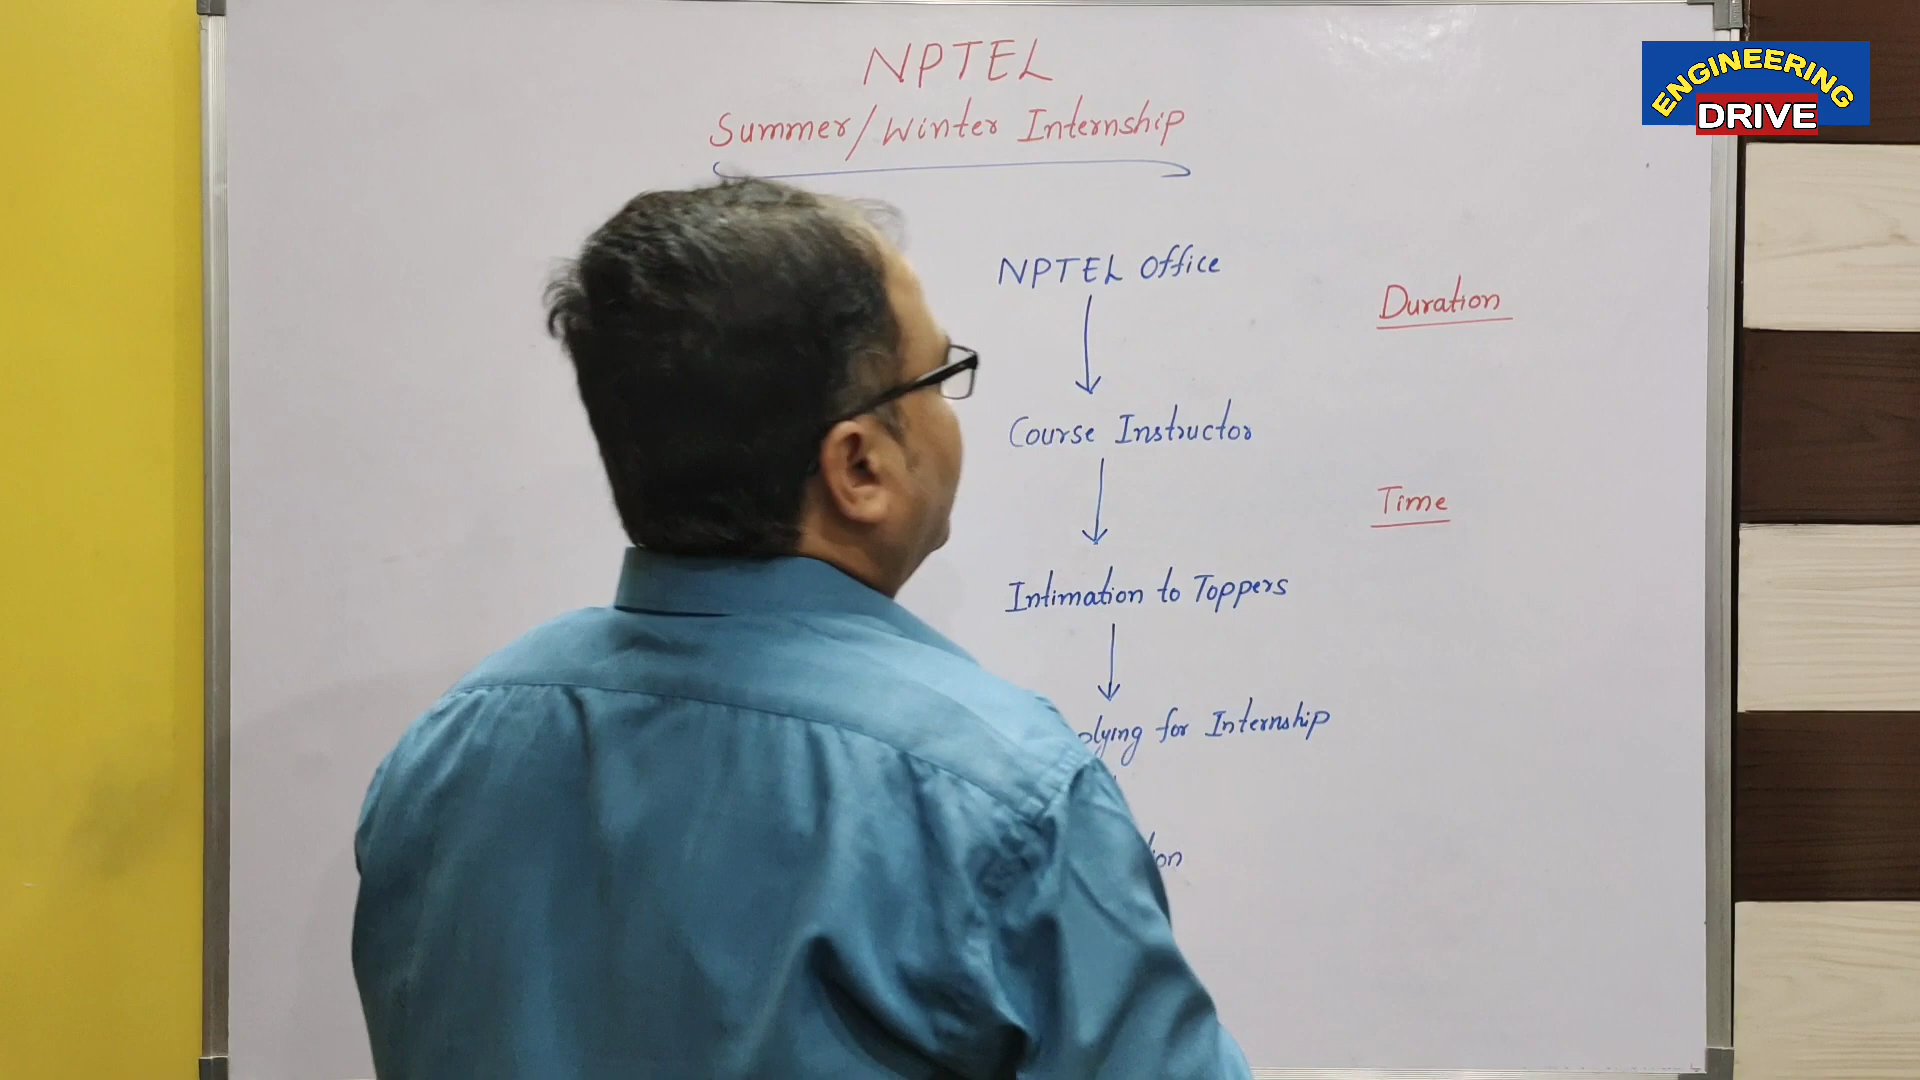 NPTEL
Summer/Winter Internship
NPTEL Office
Course Instructor
Intimation to Toppers
for Internship
Duration
Time
ENGINEERING
DRIVE